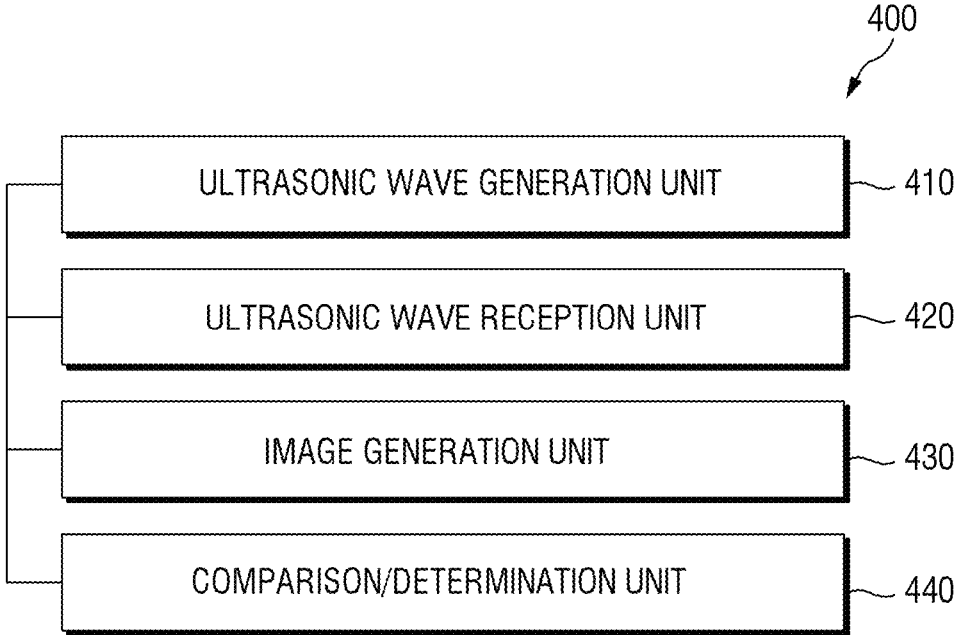 400
ULTRASONIC WAVE GENERATION UNIT
410
ULTRASONIC WAVE RECEPTION UNIT
420
IMAGE GENERATION UNIT
430
COMPARISON/DETERMINATION UNIT
440